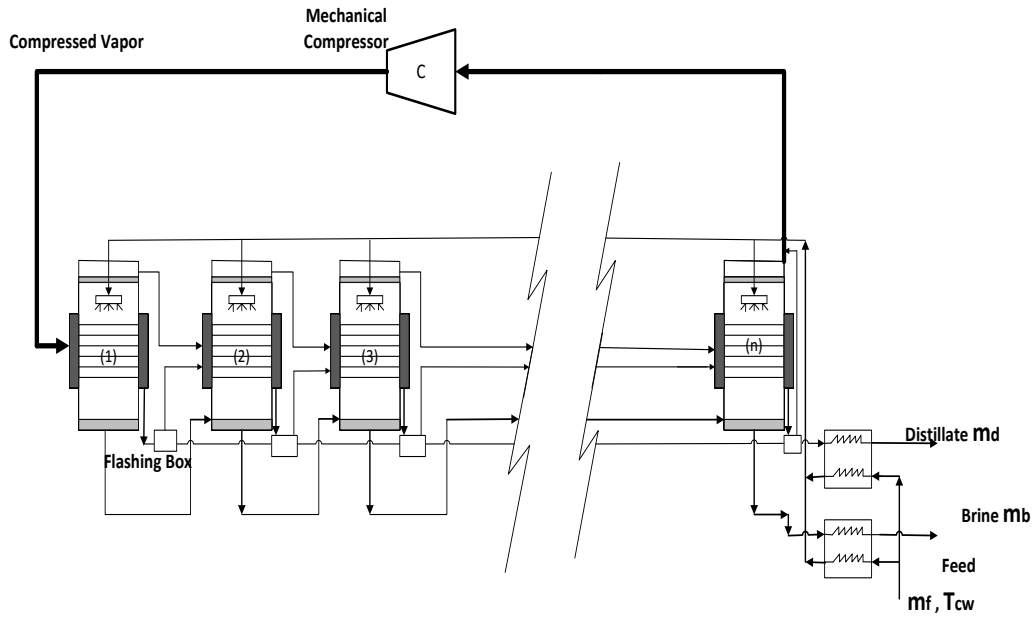 Mechanical
Compressor
Compressed Vapor
C
(1)
(2)
(3)
(n)
Flashing Box
Distillate md
Brine mb
Feed
mf , Tcw